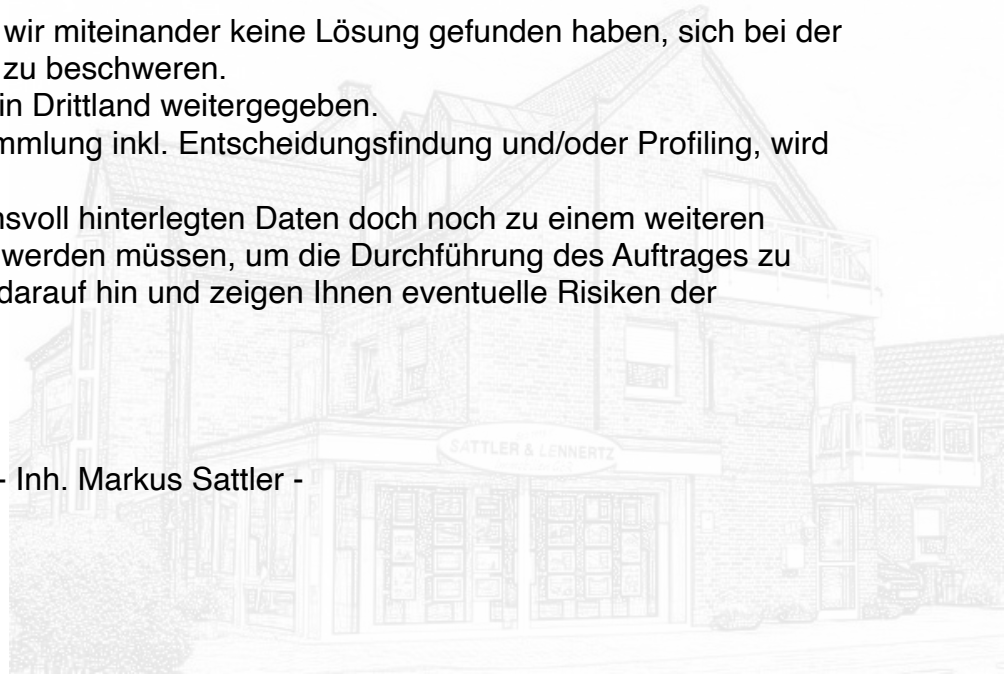 wir miteinander keine Lösung gefunden haben, sich bei der
zu beschweren.
in Drittland weitergegeben.
mmlung inkl. Entscheidungsfindung und/oder Profiling, wird
nsvoll hinterlegten Daten doch noch zu einem weiteren
werden müssen, um die Durchführung des Auftrages zu
darauf hin und zeigen Ihnen eventuelle Risiken der
SATTLER & LENNERTZ
- Inh. Markus Sattler -